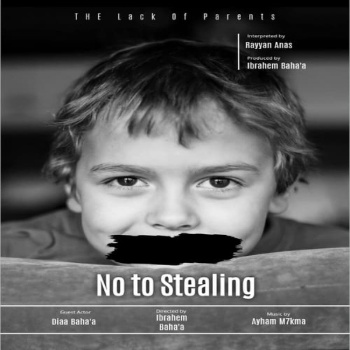 THE Lack Of Parents
Interpreted by
Rayyan Anas
Produced by
Ibrahem Baha'a
No to Stealing
Guest Actor
Diaa Baha'a
Directed by
Ibrahem
Baha'a
Music by
Ayham M7kma